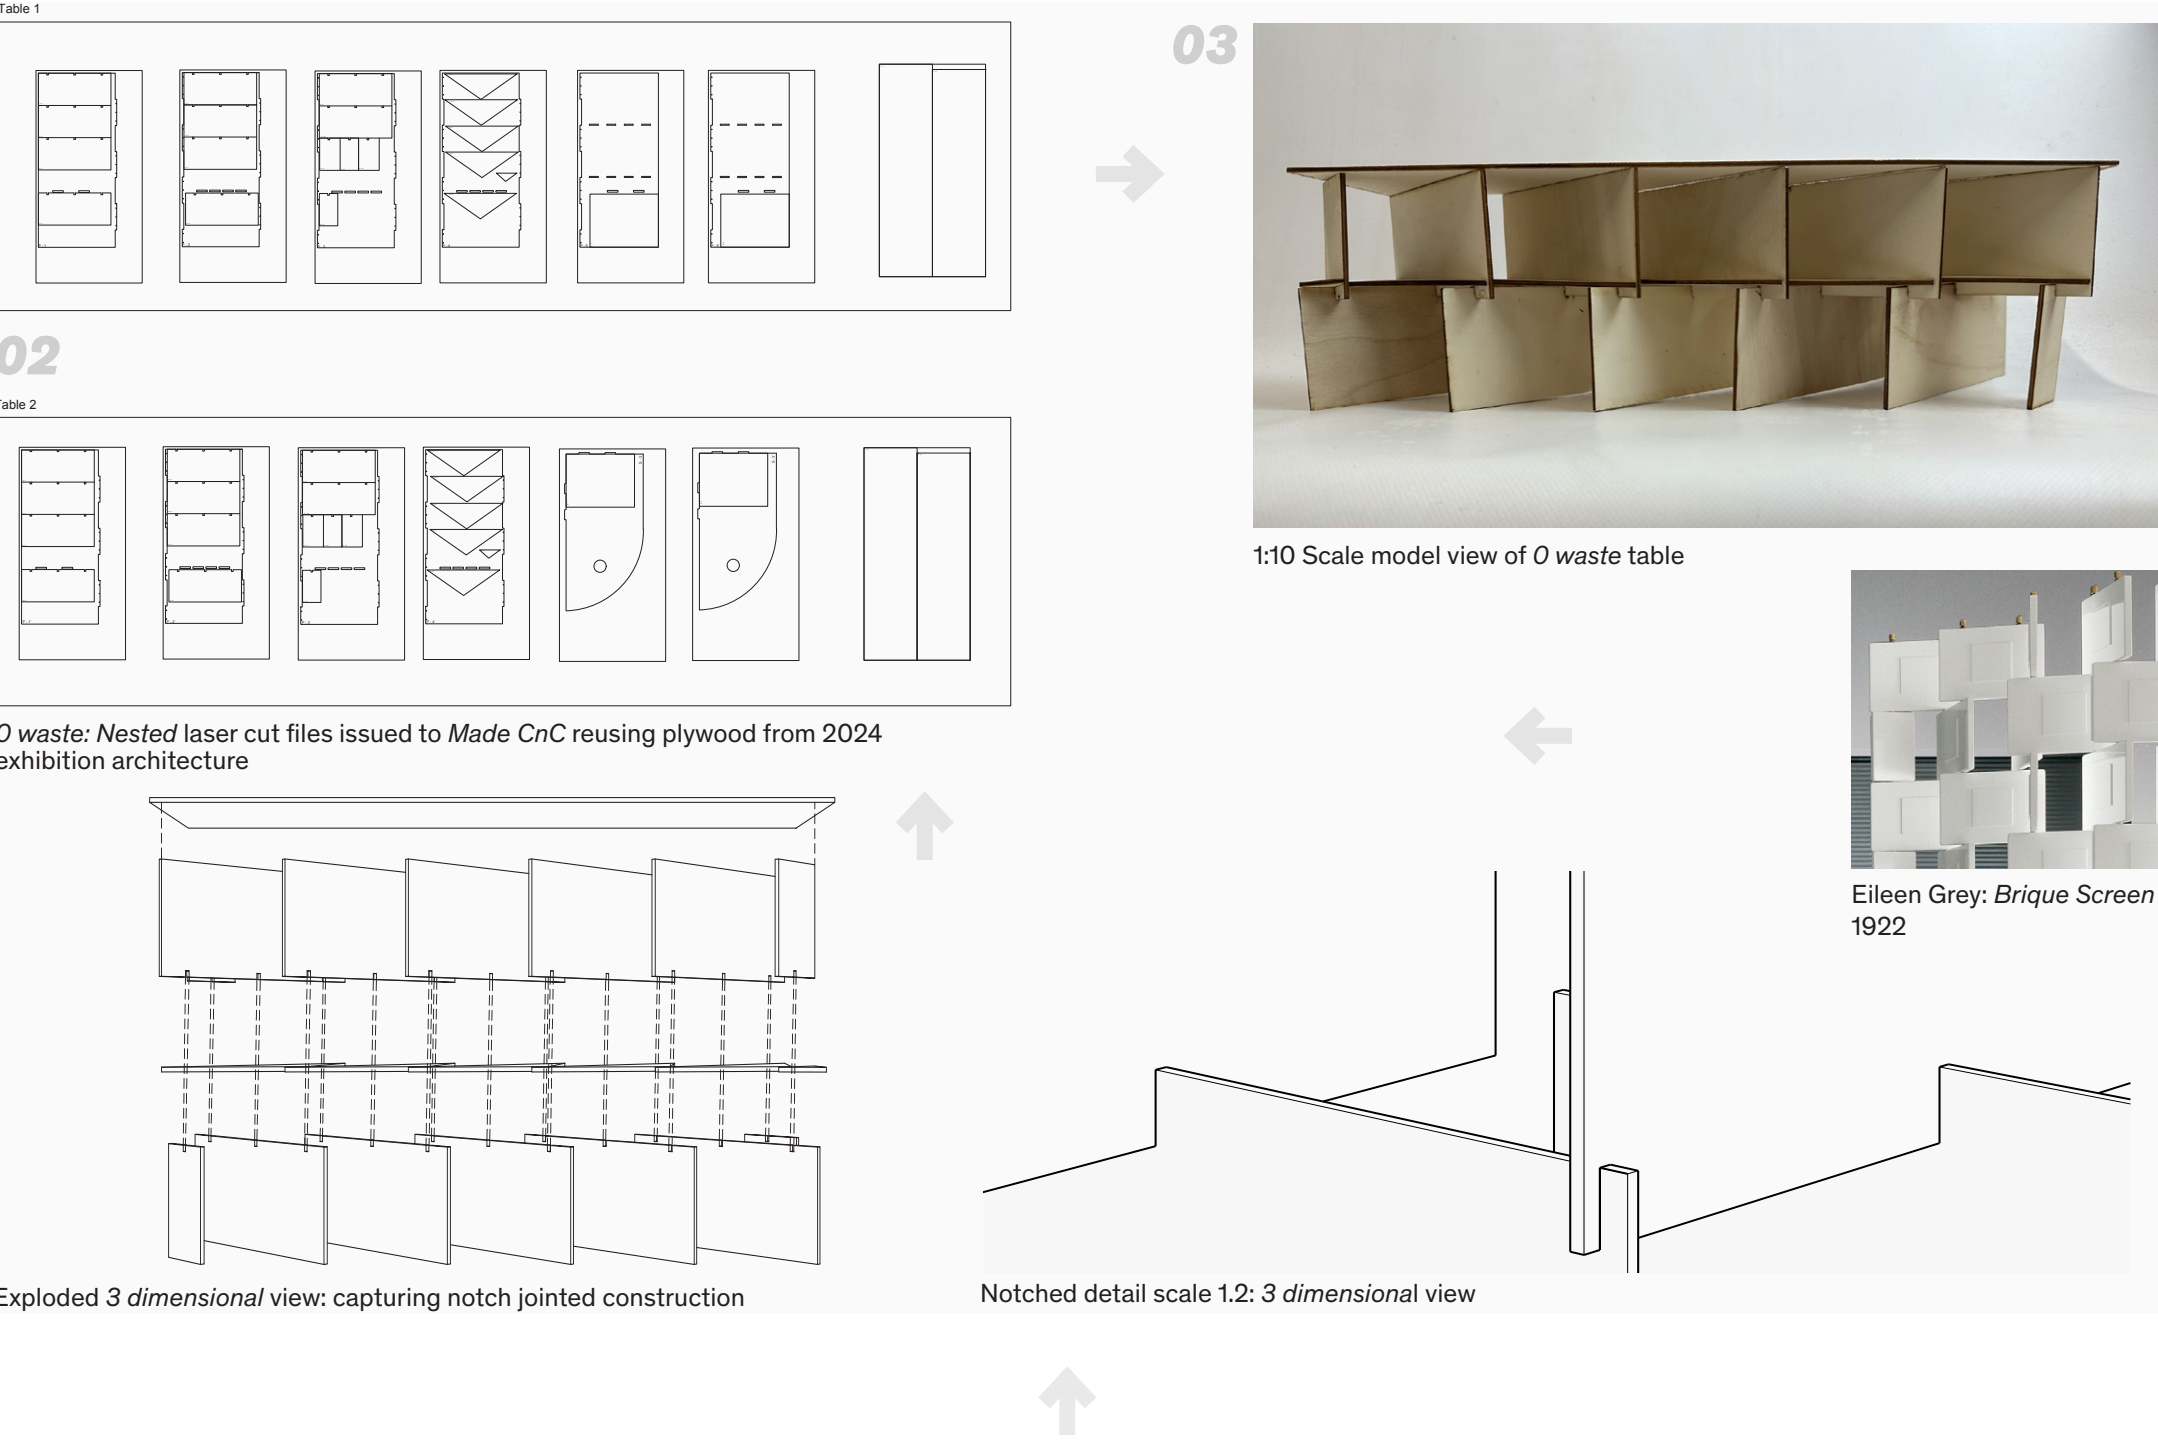 Table 1
03
02
Table 2
1:10 Scale model view of 0 waste table
0 waste: Nested laser cut files issued to Made CnC reusing plywood from 2024
exhibition architecture
Eileen Grey: Brique Screen
1922
Exploded 3 dimensional view: capturing notch jointed construction
Notched detail scale 1.2: 3 dimensional view